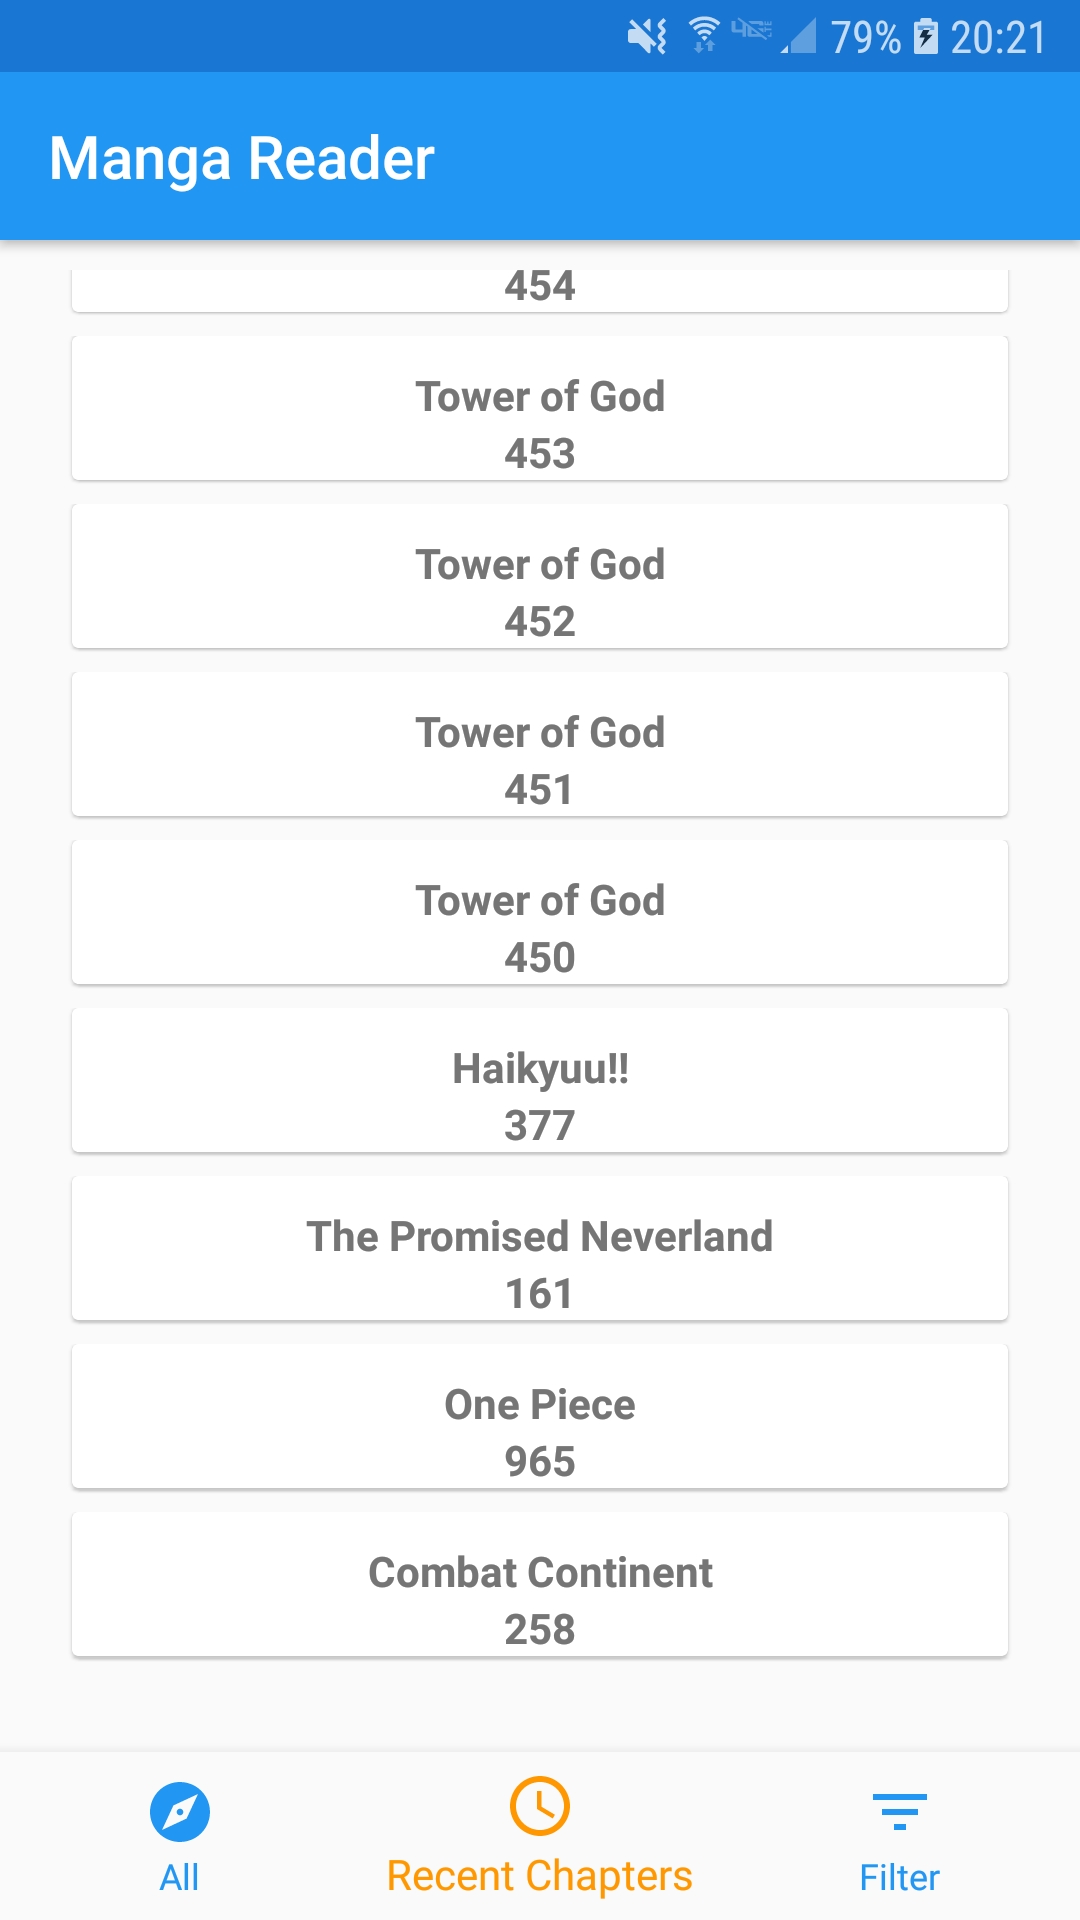 79% 20:21
Manga Reader
454
Tower of God
453
Tower of God
452
Tower of God
451
Tower of God
450
Haikyuu!!
377
The Promised Neverland
161
One Piece
965
Combat Continent
258
All
Recent Chapters
Filter